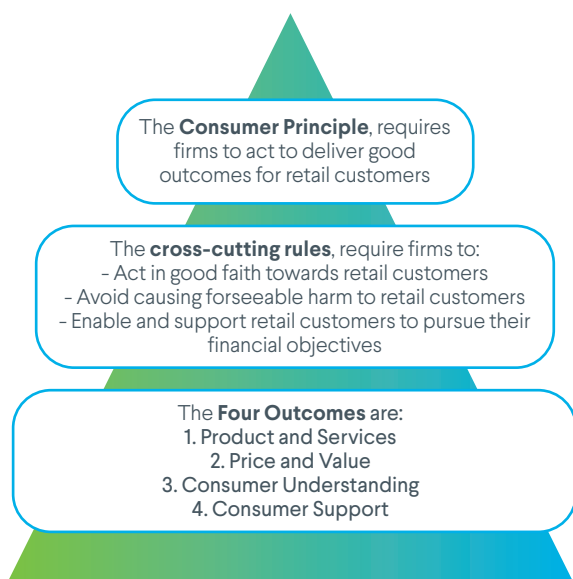 The Consumer Principle, requires
firms to act to deliver good
outcomes for retail customers
The cross-cutting rules, require firms to:
- Act in good faith towards retail customers
- Avoid causing forseeable harm to retail customers
- Enable and support retail customers to pursue their
financial objectives
The Four Outcomes are:
1. Product and Services
2. Price and Value
3. Consumer Understanding
4. Consumer Support